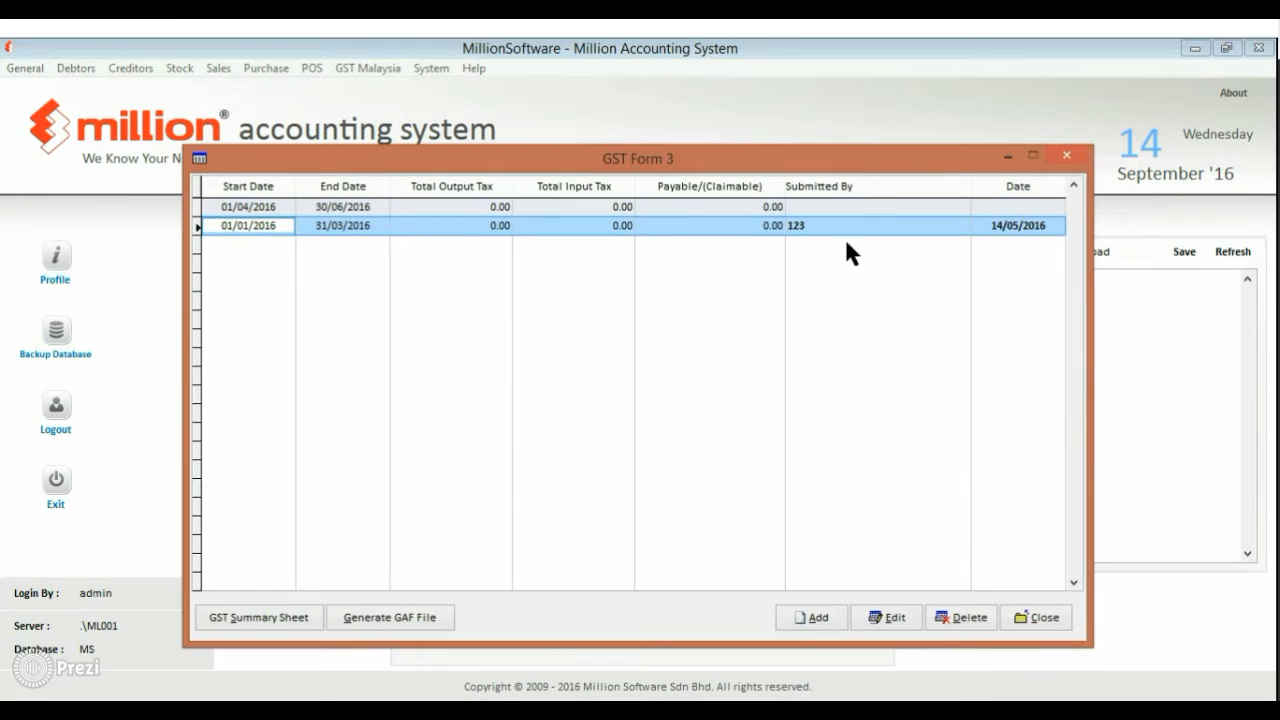 MillionSoftware - Million Accounting System
General Debtors Creditors Stock Sales Purchase POS GST Malaysia System Help
About
million® accounting system
We Know Your N
14 Wednesday
September '16
GST Form 3
Start Date End Date Total Output Tax Total Input Tax Payable/(Claimable) Submitted By Date
01/04/2016 30/06/2016 0.00 0.00 0.00
01/01/2016 31/03/2016 0.00 0.00 0.00 123 14/05/2016
oad Save Refresh
Profile
Backup Database
Logout
Exit
Login By : admin
Server : .\ML001
Database : MS
GST Summary Sheet Generate GAF File Add Edit Delete Close
Prezi
Copyright © 2009 - 2016 Million Software Sdn Bhd. All rights reserved.